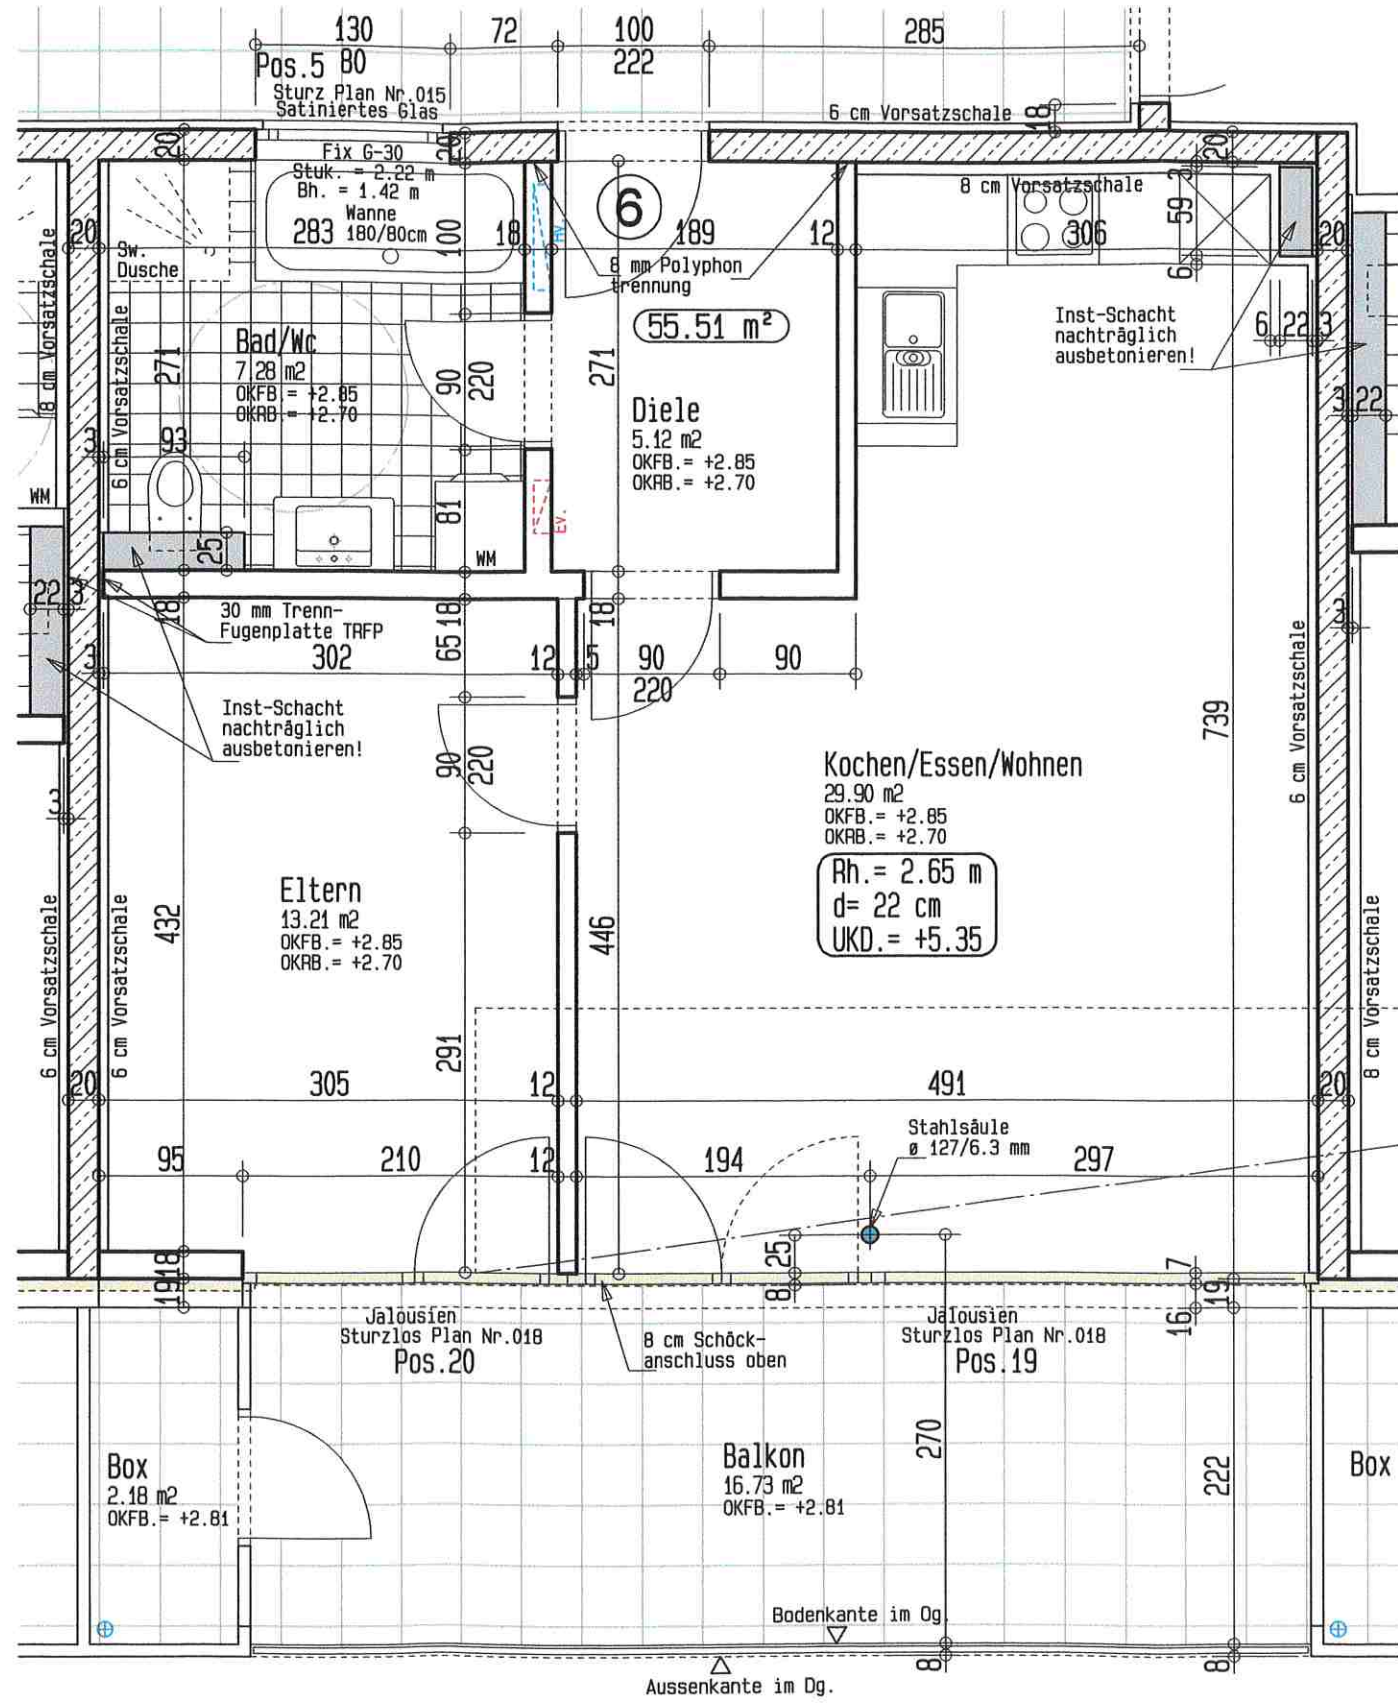 130 72 100 285
Pos.5 80 222
Sturz Plan Nr.015
Satiniertes Glas
6 cm Vorsatzschale 18
20 20 20
Fix G-30
Stuk. = 2.22 m
Bh. = 1.42 m
Wanne
180/80cm
283 100 18 189 12 306
6
Hv.
8 cm Vorsatzschale
3
59
6
20 20
Sw.
Dusche
8 mm Polyphon
trennung
55.51 m²
Inst-Schacht
nachträglich
ausbetonieren!
6 22 3
3 22
8 cm Vorsatzschale
6 cm Vorsatzschale
Bad/Wc
7.28 m2
OKFB.= +2.85
OKRB.= +2.70
271 90 220 271
Diele
5.12 m2
OKFB.= +2.85
OKRB.= +2.70
3 93
WM
81
Ev.
25
WM
22 3
18
30 mm Trenn-
Fugenplatte TRFP
65 18 18
3
3 302 12 5 90 90
220
Inst-Schacht
nachträglich
ausbetonieren!
90 220
3
739
6 cm Vorsatzschale
Kochen/Essen/Wohnen
29.90 m2
OKFB.= +2.85
OKRB.= +2.70
Rh.= 2.65 m
d= 22 cm
UKD.= +5.35
Eltern
13.21 m2
OKFB.= +2.85
OKRB.= +2.70
432 446
6 cm Vorsatzschale
6 cm Vorsatzschale
8 cm Vorsatzschale
291
20 305 12 491 20
Stahlsäule
ø 127/6.3 mm
95 210 12 194 297
18
19
25
8
7
19
16
Jalousien
Sturzlos Plan Nr.018
Pos.20
8 cm Schöck-
anschluss oben
Jalousien
Sturzlos Plan Nr.018
Pos.19
270
222
Box
2.18 m2
OKFB.= +2.81
Balkon
16.73 m2
OKFB.= +2.81
Box
Bodenkante im Og.
8 8
Aussenkante im Dg.